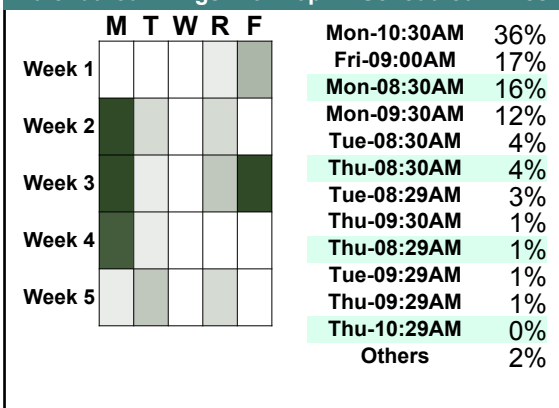 M T W R F
Week 1
Week 2
Week 3
Week 4
Week 5
Mon-10:30AM 36%
Fri-09:00AM 17%
Mon-08:30AM 16%
Mon-09:30AM 12%
Tue-08:30AM 4%
Thu-08:30AM 4%
Tue-08:29AM 3%
Thu-09:30AM 1%
Thu-08:29AM 1%
Tue-09:29AM 1%
Thu-09:29AM 1%
Thu-10:29AM 0%
Others 2%